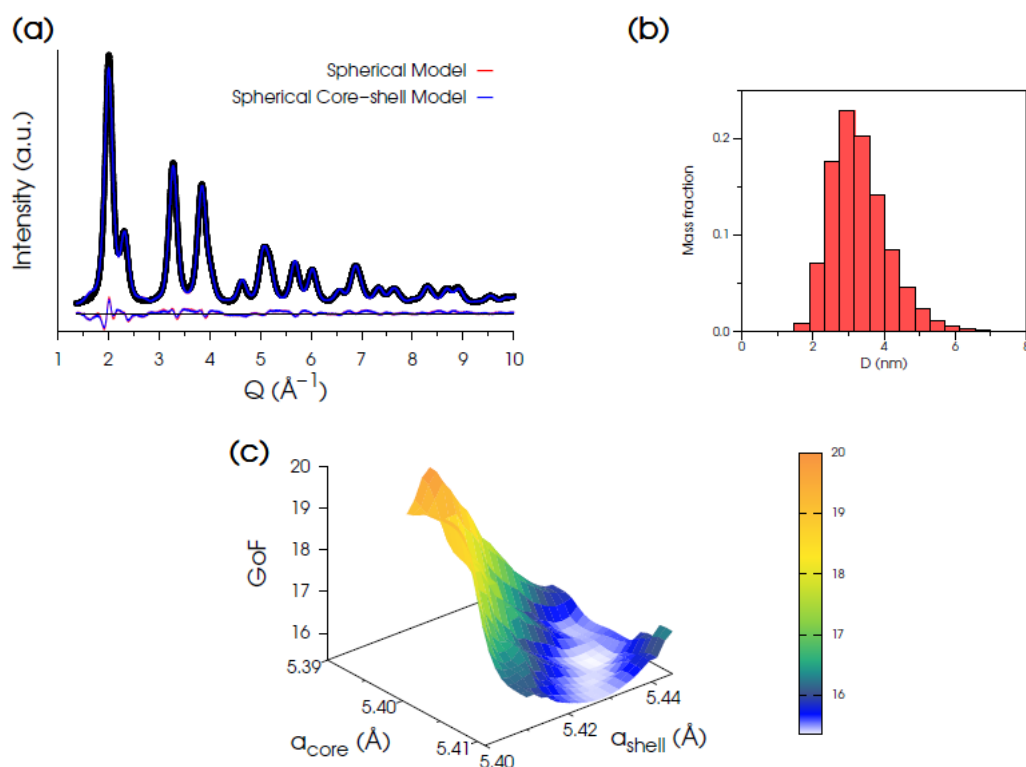 (a)
Spherical Model
Spherical Core-shell Model
Intensity (a.u.)
1 2 3 4 5 6 7 8 9 10
Q (Å⁻¹)
(b)
0.2
0.1
0.0
Mass fraction
0 2 4 6 8
D (nm)
(c)
20
19
18
17
16
GoF
5.39
5.40
5.41
a_core (Å)
5.40
5.42
5.44
a_shell (Å)
20
19
18
17
16